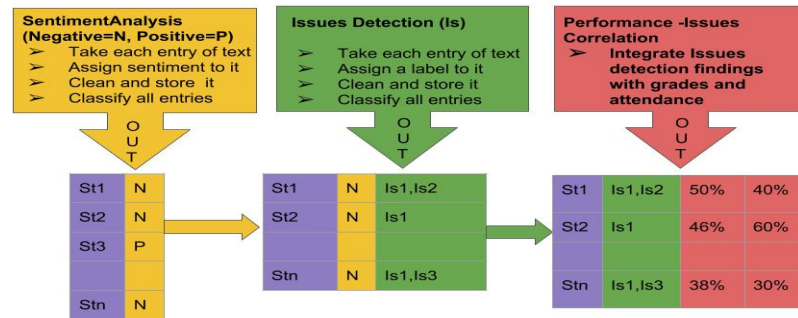 SentimentAnalysis
(Negative=N, Positive=P)
➢ Take each entry of text
➢ Assign sentiment to it
➢ Clean and store it
➢ Classify all entries
O
U
T
Issues Detection (Is)
➢ Take each entry of text
➢ Assign a label to it
➢ Clean and store it
➢ Classify all entries
O
U
T
Performance -Issues
Correlation
➢ Integrate Issues
detection findings
with grades and
attendance
O
U
T
St1 N
St2 N
St3 P
Stn N
St1 N Is1,Is2
St2 N Is1
Stn N Is1,Is3
St1 Is1,Is2 50% 40%
St2 Is1 46% 60%
Stn Is1,Is3 38% 30%